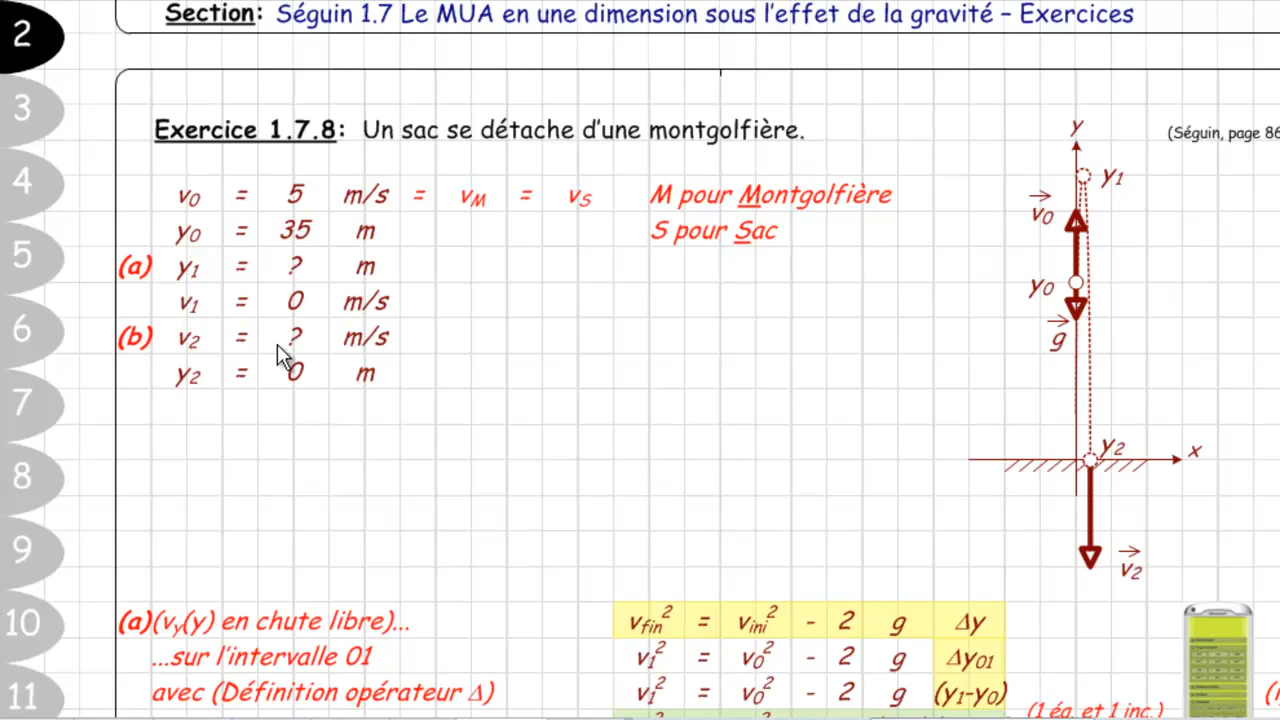 Section: Séguin 1.7 Le MUA en une dimension sous l'effet de la gravité – Exercices
2
3
4
5
6
7
8
9
10
11
Exercice 1.7.8: Un sac se détache d'une montgolfière.
(Séguin, page 86
v0 = 5 m/s = vM = vS M pour Montgolfière
y0 = 35 m S pour Sac
(a) y1 = ? m
v1 = 0 m/s
(b) v2 = ? m/s
y2 = 0 m
y
y1
v0
y0
g
y2
x
v2
(a)(vy(y) en chute libre)... vfin² = vini² - 2 g Δy
...sur l'intervalle 01 v1² = v0² - 2 g Δy01
avec (Définition opérateur Δ) v1² = v0² - 2 g (y1-y0)
(1 éq. et 1 inc.)